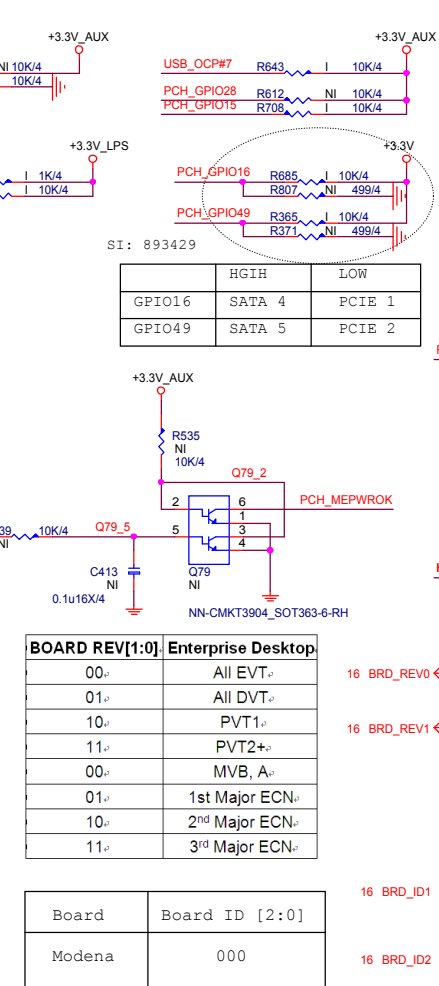 +3.3V_AUX
+3.3V_AUX
NI 10K/4
10K/4
USB_OCP#7 R643 I 10K/4
PCH_GPIO28 R612 NI 10K/4
PCH_GPIO15 R708 I 10K/4
+3.3V_LPS
+3.3V
I 1K/4
I 10K/4
PCH_GPIO16 R685 I 10K/4
R807 NI 499/4
PCH_GPIO49 R365 I 10K/4
R371 NI 499/4
SI: 893429
HGIH LOW
GPIO16 SATA 4 PCIE 1
GPIO49 SATA 5 PCIE 2
+3.3V_AUX
R535
NI
10K/4
Q79_2
2 6 PCH_MEPWROK
1
39 10K/4 Q79_5 5 3
NI 4
C413
NI
0.1u16X/4
Q79
NI
NN-CMKT3904_SOT363-6-RH
BOARD REV[1:0] Enterprise Desktop
00 All EVT
01 All DVT
10 PVT1
11 PVT2+
00 MVB, A
01 1st Major ECN
10 2nd Major ECN
11 3rd Major ECN
16 BRD_REV0
16 BRD_REV1
Board Board ID [2:0]
Modena 000
16 BRD_ID1
16 BRD_ID2